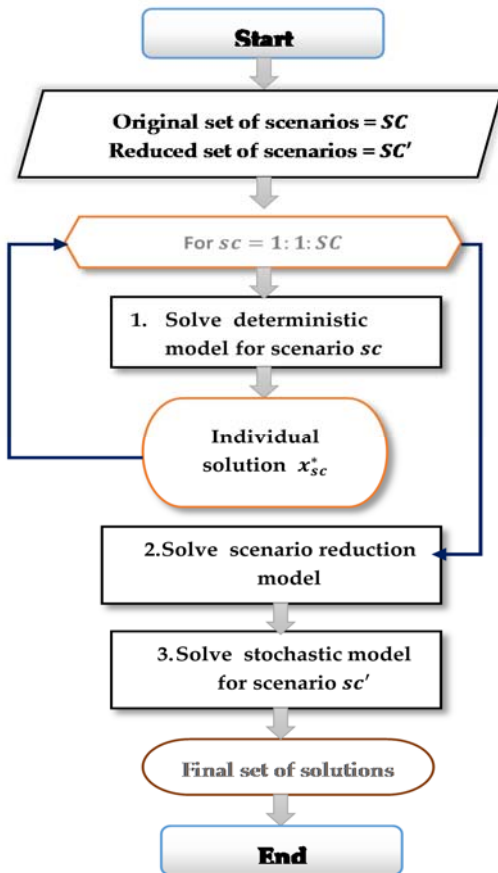 Start
Original set of scenarios = SC
Reduced set of scenarios = SC′
For sc = 1: 1: SC
1. Solve deterministic
model for scenario sc
Individual
solution x*sc
2.Solve scenario reduction
model
3.Solve stochastic model
for scenario sc′
Final set of solutions
End